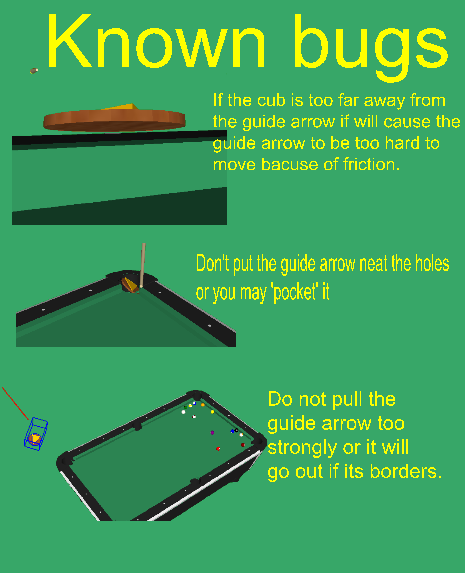 Known bugs
If the cub is too far away from
the guide arrow if will cause the
guide arrow to be too hard to
move bacuse of friction.
Don't put the guide arrow neat the holes
or you may 'pocket' it
Do not pull the
guide arrow too
strongly or it will
go out if its borders.